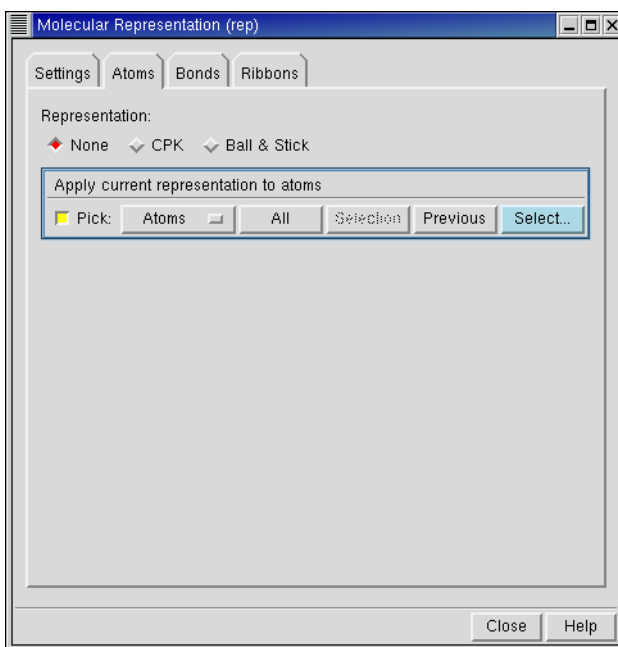 Molecular Representation (rep)
Settings Atoms Bonds Ribbons
Representation:
None CPK Ball & Stick
Apply current representation to atoms
Pick: Atoms All Selection Previous Select...
Close Help